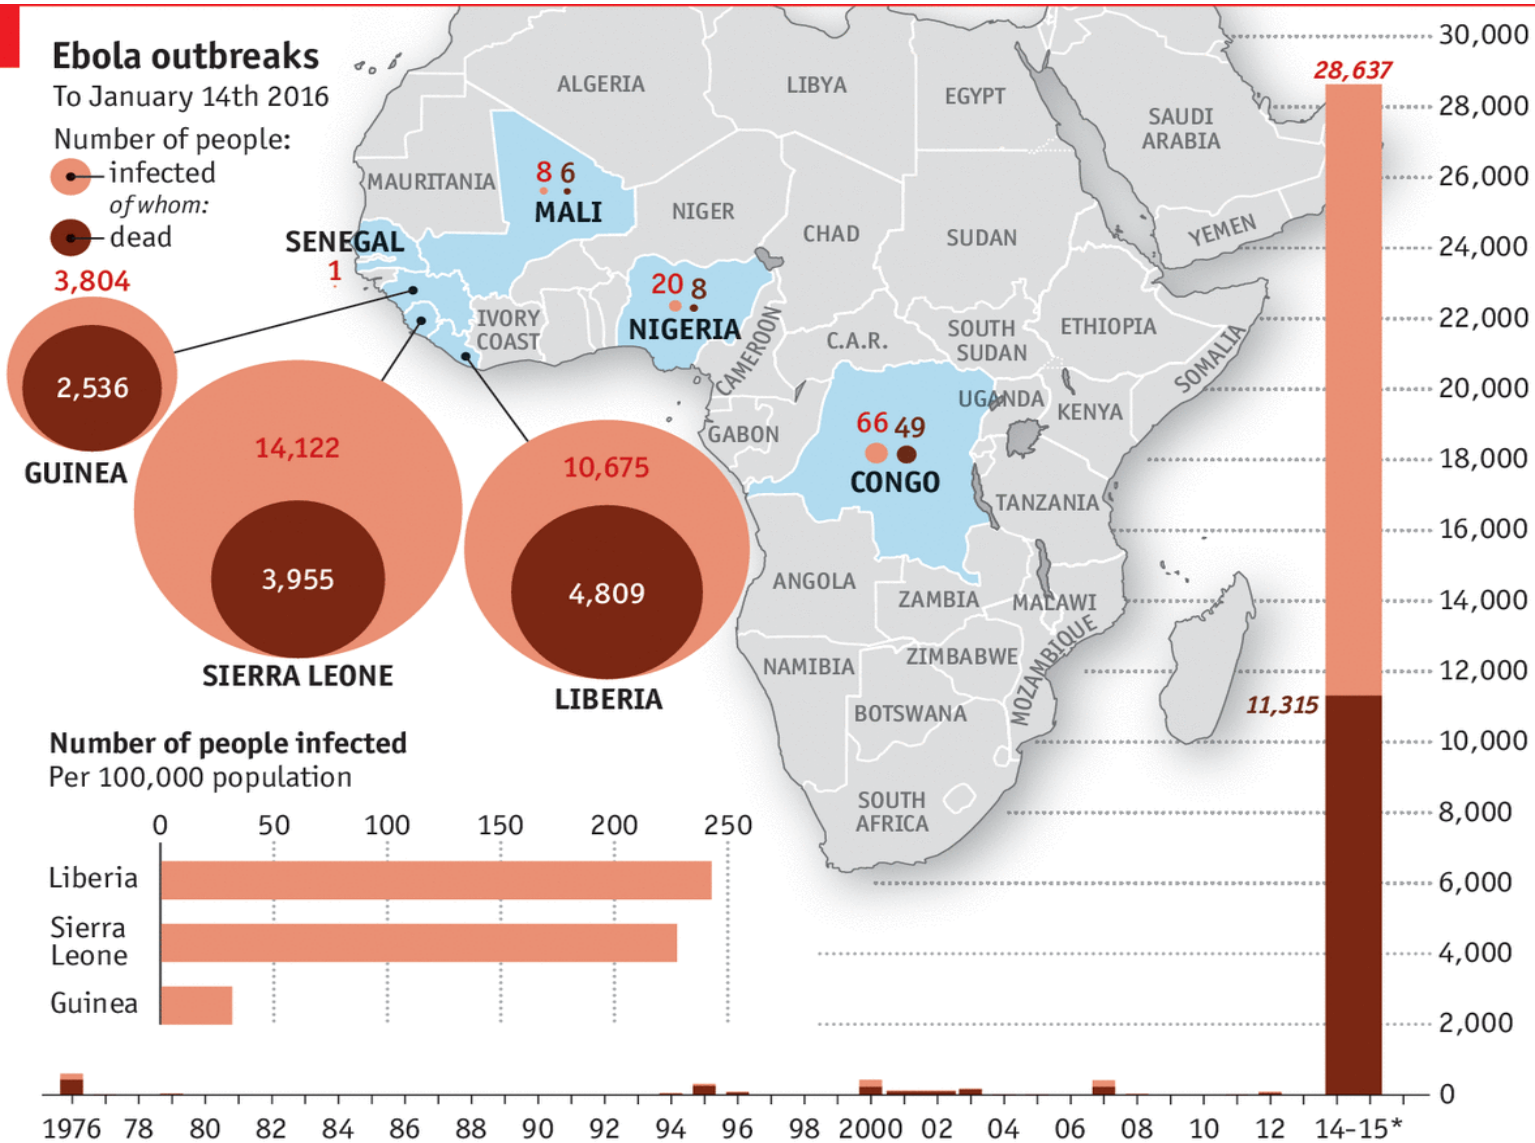 Ebola outbreaks
To January 14th 2016
Number of people:
infected
of whom:
dead
3,804
2,536
GUINEA
14,122
3,955
SIERRA LEONE
10,675
4,809
LIBERIA
SENEGAL
1
8 6
MALI
20 8
NIGERIA
66 49
CONGO
ALGERIA
LIBYA
EGYPT
SAUDI
ARABIA
MAURITANIA
NIGER
CHAD
SUDAN
YEMEN
IVORY
COAST
CAMEROON
C.A.R.
SOUTH
SUDAN
ETHIOPIA
SOMALIA
UGANDA
KENYA
GABON
TANZANIA
ANGOLA
ZAMBIA
MALAWI
MOZAMBIQUE
ZIMBABWE
NAMIBIA
BOTSWANA
SOUTH
AFRICA
28,637
11,315
30,000
28,000
26,000
24,000
22,000
20,000
18,000
16,000
14,000
12,000
10,000
8,000
6,000
4,000
2,000
0
Number of people infected
Per 100,000 population
0 50 100 150 200 250
Liberia
Sierra
Leone
Guinea
1976 78 80 82 84 86 88 90 92 94 96 98 2000 02 04 06 08 10 12 14-15*